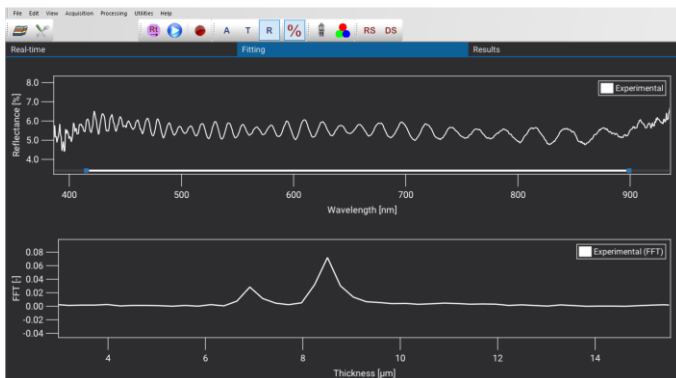 File Edit View Acquisition Processing Utilities Help
Rt A T R % RS DS
Real-time Fitting Results
Experimental
8.0
7.0
6.0
5.0
4.0
Reflectance [%]
400 500 600 700 800 900
Wavelength [nm]
Experimental (FFT)
0.08
0.06
0.04
0.02
0.00
-0.02
-0.04
FFT [-]
4 6 8 10 12 14
Thickness [µm]